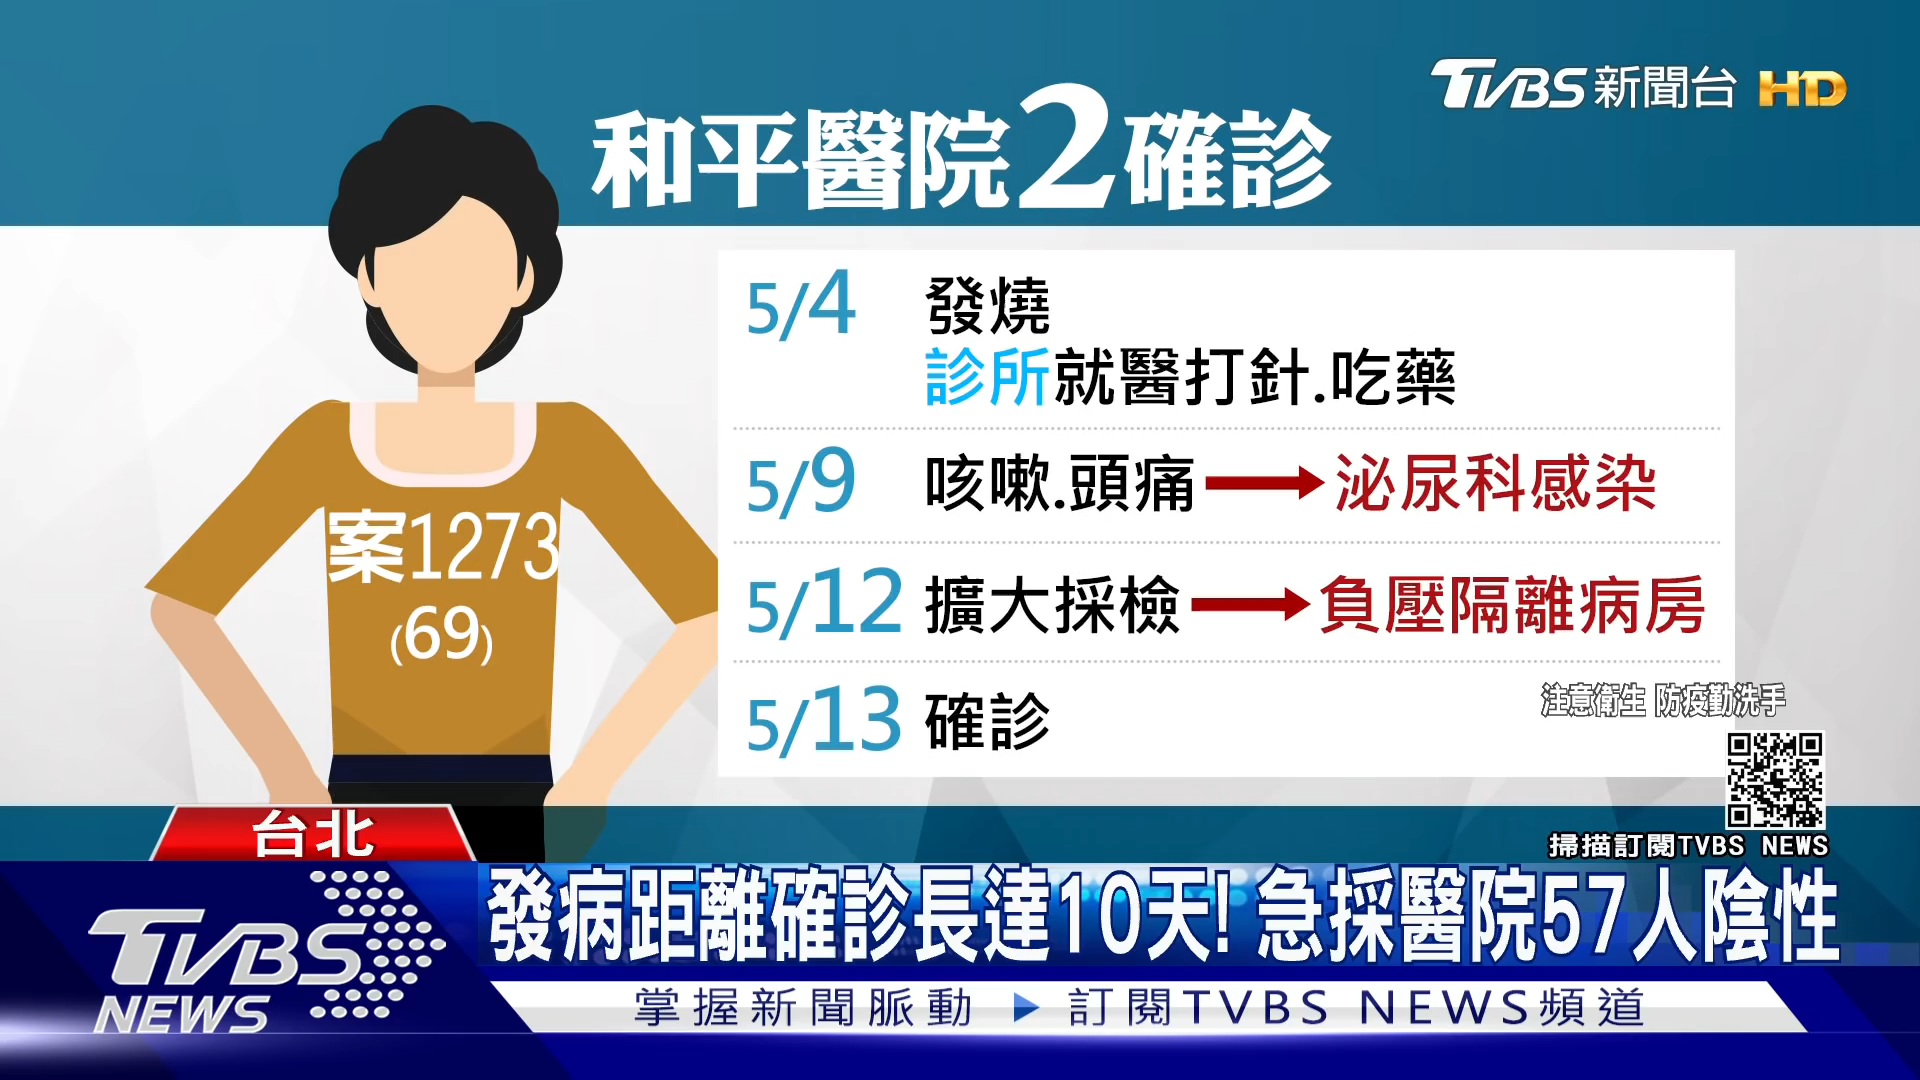 TVBS新聞台 HD
和平醫院2確診
5/4 發燒
診所就醫打針.吃藥
5/9 咳嗽.頭痛→泌尿科感染
5/12 擴大採檢→負壓隔離病房
5/13 確診
案1273
(69)
注意衛生 防疫勤洗手
掃描訂閱TVBS NEWS
台北
發病距離確診長達10天! 急採醫院57人陰性
TVBS
NEWS
掌握新聞脈動 ▶ 訂閱TVBS NEWS頻道